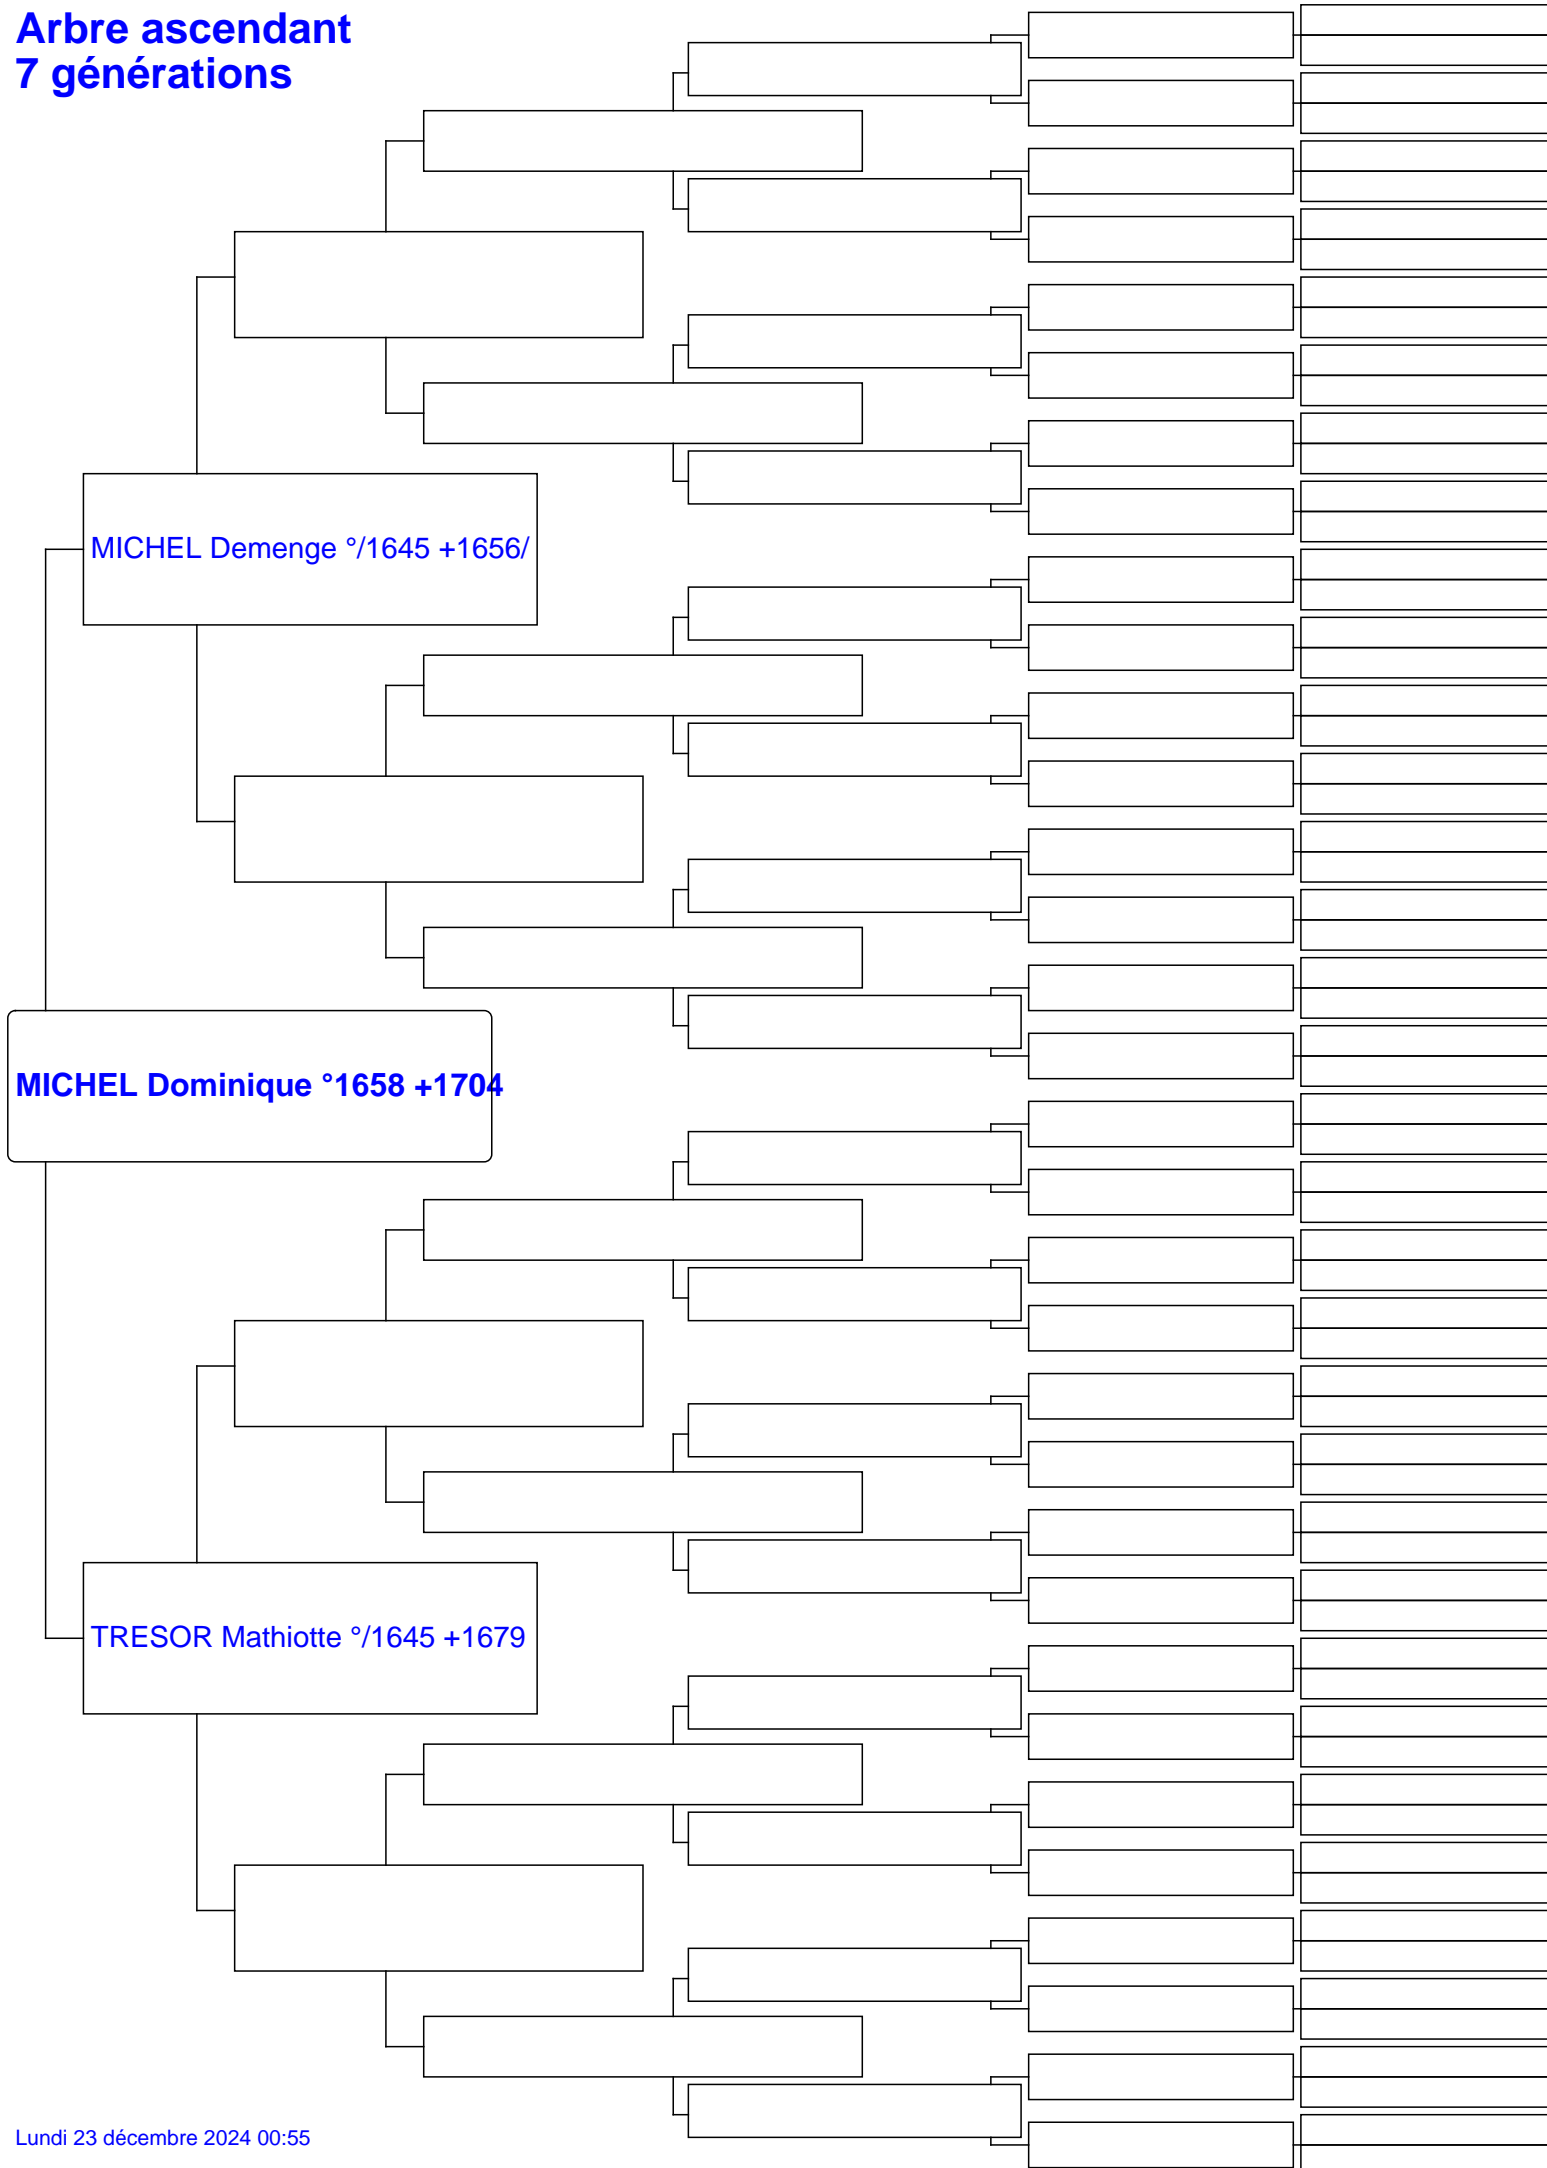 Arbre ascendant
7 générations
MICHEL Demenge °/1645 +1656/
MICHEL Dominique °1658 +1704
TRESOR Mathiotte °/1645 +1679
Lundi 23 décembre 2024 00:55